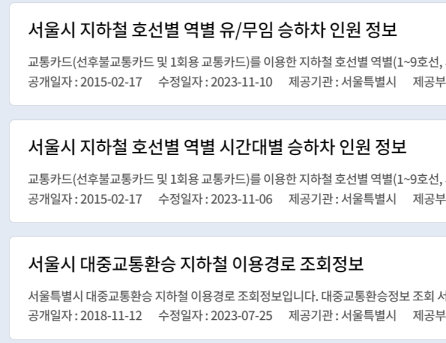 서울시 지하철 호선별 역별 유/무임 승하차 인원 정보
교통카드(선후불교통카드 및 1회용 교통카드)를 이용한 지하철 호선별 역별(1~9호선,
공개일자 : 2015-02-17 수정일자 : 2023-11-10 제공기관 : 서울특별시 제공부
서울시 지하철 호선별 역별 시간대별 승하차 인원 정보
교통카드(선후불교통카드 및 1회용 교통카드)를 이용한 지하철 호선별 역별(1~9호선,
공개일자 : 2015-02-17 수정일자 : 2023-11-06 제공기관 : 서울특별시 제공부
서울시 대중교통환승 지하철 이용경로 조회정보
서울특별시 대중교통환승 지하철 이용경로 조회정보입니다. 대중교통환승정보 조회 서
공개일자 : 2018-11-12 수정일자 : 2023-07-25 제공기관 : 서울특별시 제공부